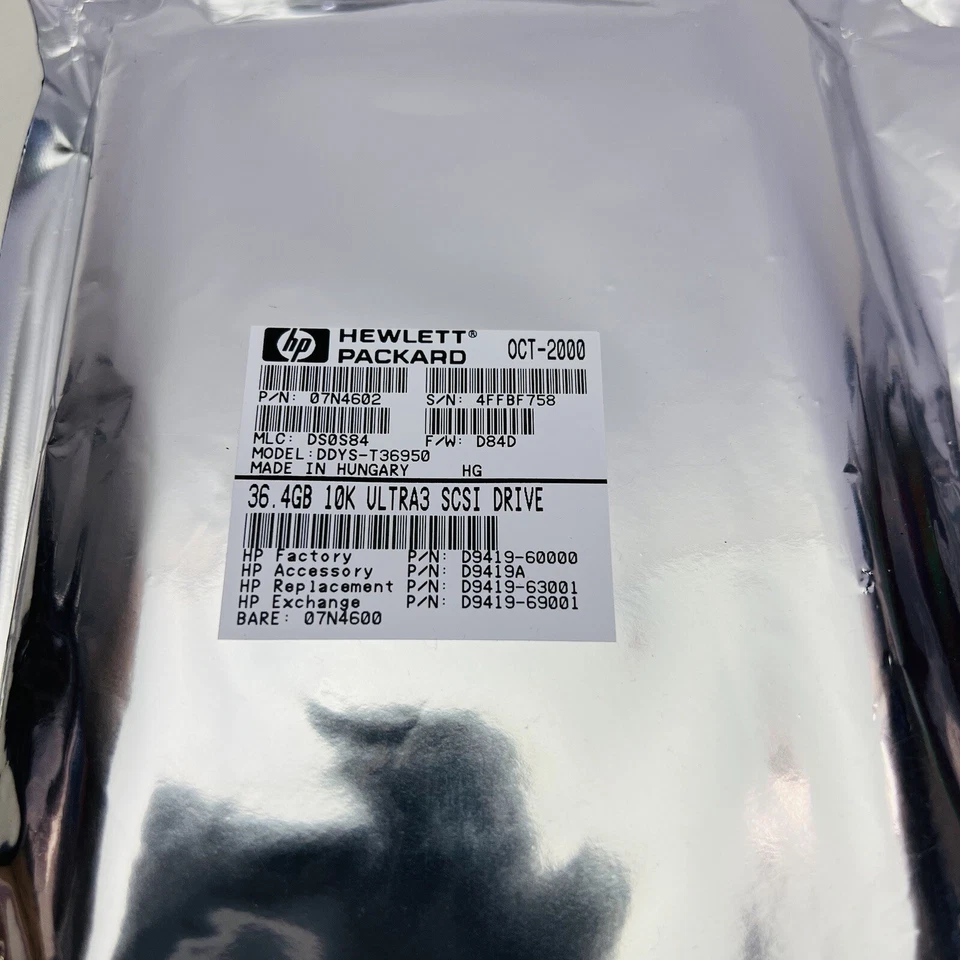 hp HEWLETT® PACKARD OCT-2000
P/N: 07N4602 S/N: 4FFBF758
MLC: DS0S84 F/W: D84D
MODEL:DDYS-T36950
MADE IN HUNGARY HG
36.4GB 10K ULTRA3 SCSI DRIVE
HP Factory P/N: D9419-60000
HP Accessory P/N: D9419A
HP Replacement P/N: D9419-63001
HP Exchange P/N: D9419-69001
BARE: 07N4600